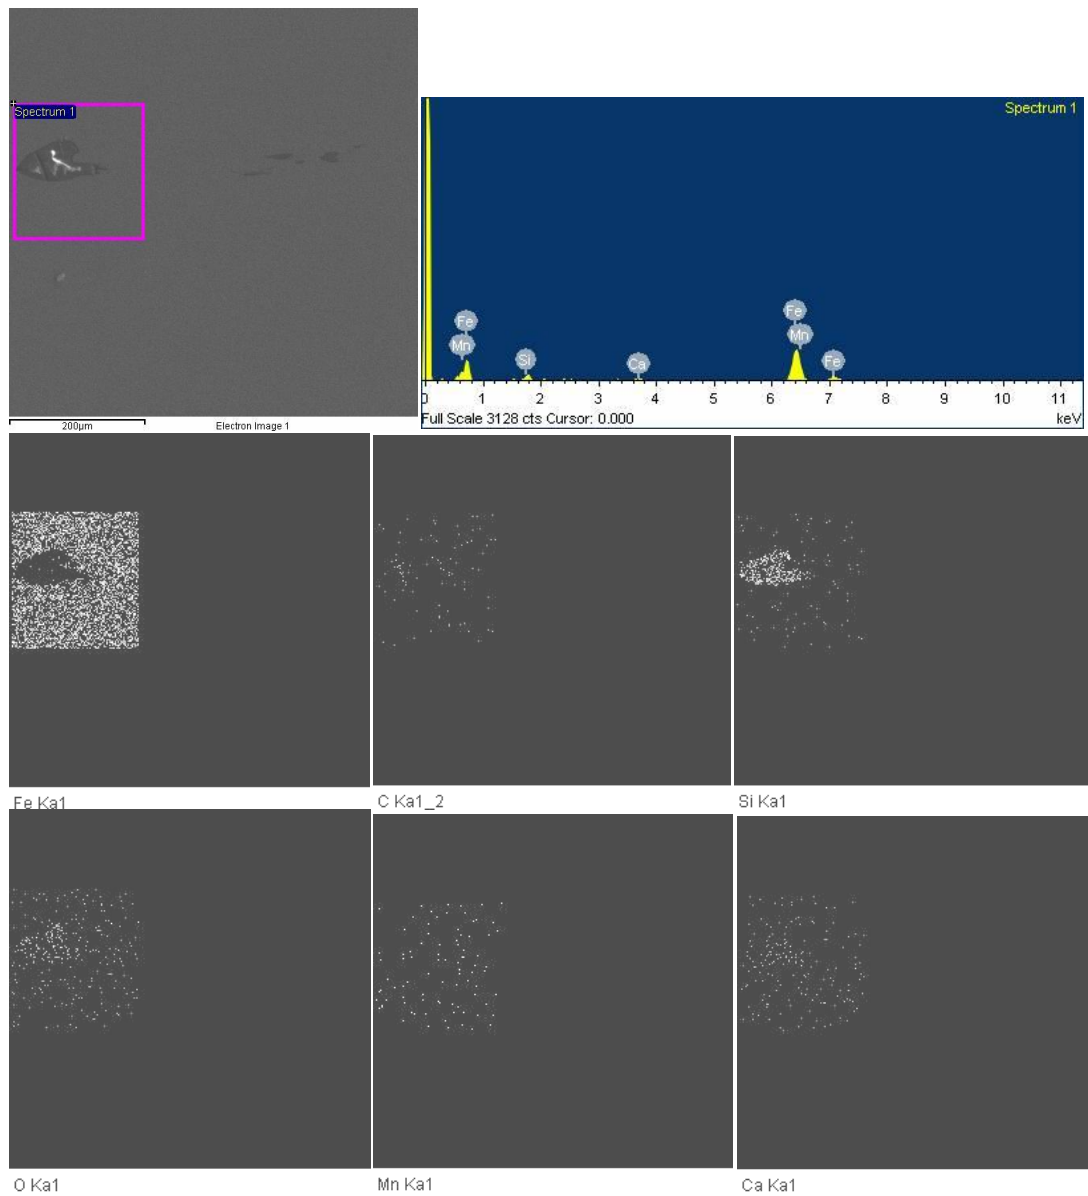 Spectrum 1
Spectrum 1
Fe
Mn
Si
Ca
Fe
Mn
Fe
0 1 2 3 4 5 6 7 8 9 10 11
Full Scale 3128 cts Cursor: 0.000 keV
200µm Electron Image 1
Fe Ka1
C Ka1_2
Si Ka1
O Ka1
Mn Ka1
Ca Ka1